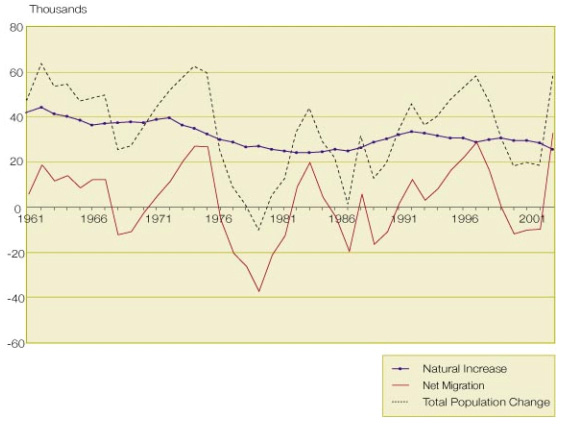 Thousands
80
60
40
20
0
1961 1966 1971 1976 1981 1986 1991 1996 2001
-20
-40
-60
Natural Increase
Net Migration
Total Population Change